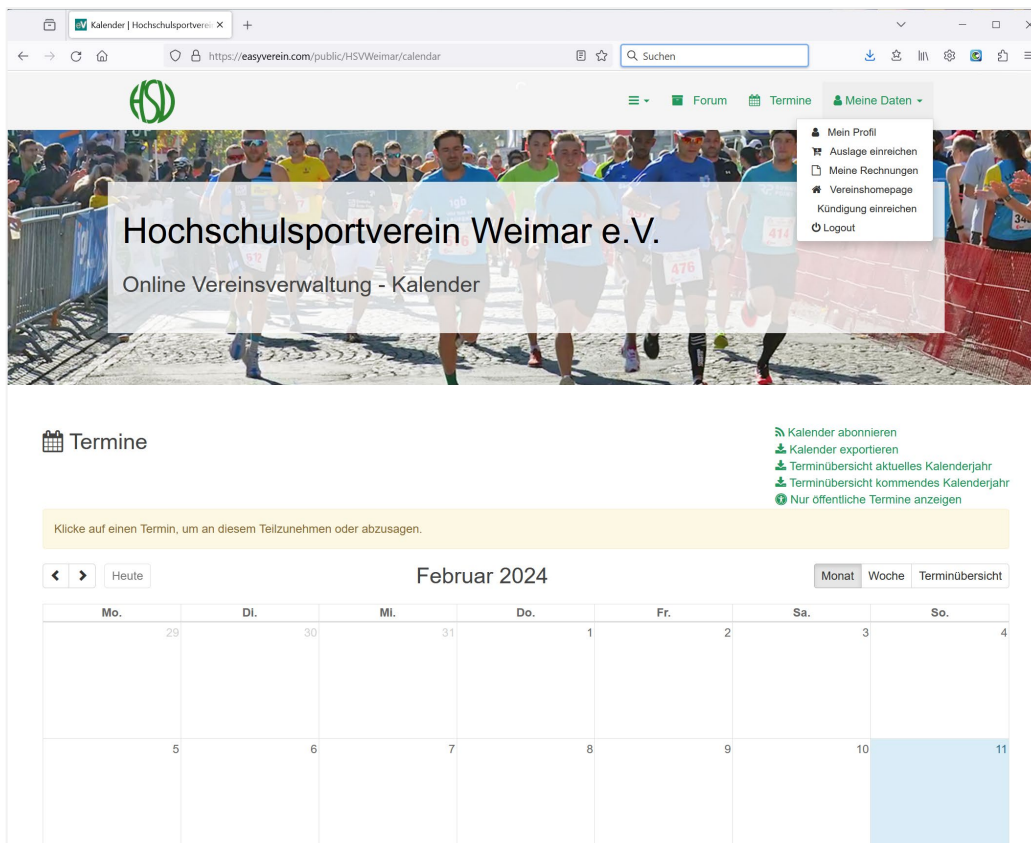 Kalender | Hochschulsportverei
https://easyverein.com/public/HSVWeimar/calendar
Suchen
HSV
Forum
Termine
Meine Daten
Mein Profil
Auslage einreichen
Meine Rechnungen
Vereinshomepage
Kündigung einreichen
Logout
Hochschulsportverein Weimar e.V.
Online Vereinsverwaltung - Kalender
414
476
Termine
Kalender abonnieren
Kalender exportieren
Terminübersicht aktuelles Kalenderjahr
Terminübersicht kommendes Kalenderjahr
Nur öffentliche Termine anzeigen
Klicke auf einen Termin, um an diesem Teilzunehmen oder abzusagen.
Heute
Februar 2024
Monat Woche Terminübersicht
Mo. Di. Mi. Do. Fr. Sa. So.
29 30 31 1 2 3 4
5 6 7 8 9 10 11